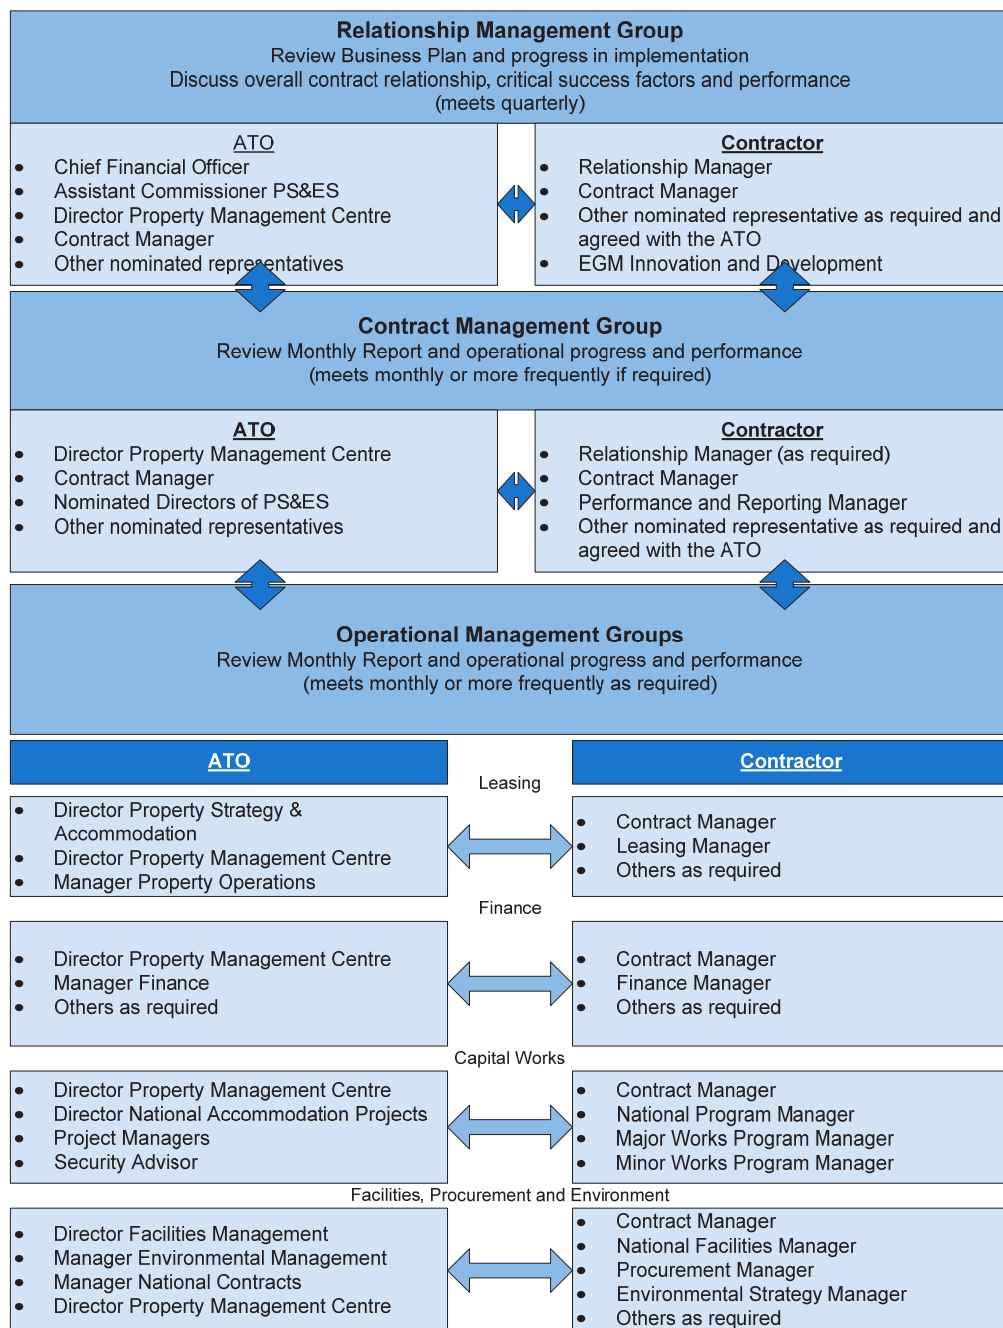 Relationship Management Group
Review Business Plan and progress in implementation
Discuss overall contract relationship, critical success factors and performance
(meets quarterly)
ATO
• Chief Financial Officer
• Assistant Commissioner PS&ES
• Director Property Management Centre
• Contract Manager
• Other nominated representatives
Contractor
• Relationship Manager
• Contract Manager
• Other nominated representative as required and
agreed with the ATO
• EGM Innovation and Development
Contract Management Group
Review Monthly Report and operational progress and performance
(meets monthly or more frequently if required)
ATO
• Director Property Management Centre
• Contract Manager
• Nominated Directors of PS&ES
• Other nominated representatives
Contractor
• Relationship Manager (as required)
• Contract Manager
• Performance and Reporting Manager
• Other nominated representative as required and
agreed with the ATO
Operational Management Groups
Review Monthly Report and operational progress and performance
(meets monthly or more frequently as required)
ATO
Contractor
Leasing
• Director Property Strategy &
Accommodation
• Director Property Management Centre
• Manager Property Operations
• Contract Manager
• Leasing Manager
• Others as required
Finance
• Director Property Management Centre
• Manager Finance
• Others as required
• Contract Manager
• Finance Manager
• Others as required
Capital Works
• Director Property Management Centre
• Director National Accommodation Projects
• Project Managers
• Security Advisor
• Contract Manager
• National Program Manager
• Major Works Program Manager
• Minor Works Program Manager
Facilities, Procurement and Environment
• Director Facilities Management
• Manager Environmental Management
• Manager National Contracts
• Director Property Management Centre
• Contract Manager
• National Facilities Manager
• Procurement Manager
• Environmental Strategy Manager
• Others as required